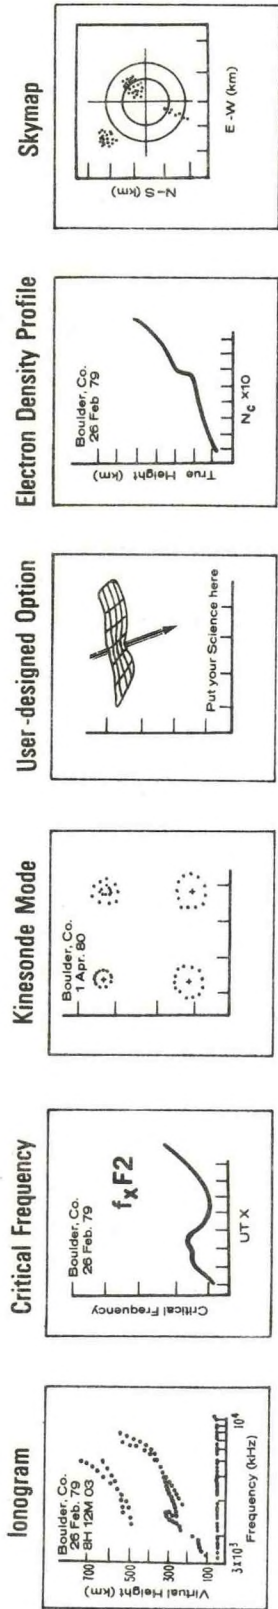 Ionogram
Boulder, Co.
26 Feb. 79
8H 12M 03
Virtual Height (km)
700
500
300
100
3x10³
10⁴
Frequency (kHz)
Critical Frequency
Boulder, Co.
26 Feb. 79
fxF2
Critical Frequency
UT X
Kinesonde Mode
Boulder, Co.
1 Apr. 80
User-designed Option
Put your Science here
Electron Density Profile
Boulder, Co.
26 Feb 79
True Height (km)
Nc x10
Skymap
N-S (km)
E-W (km)